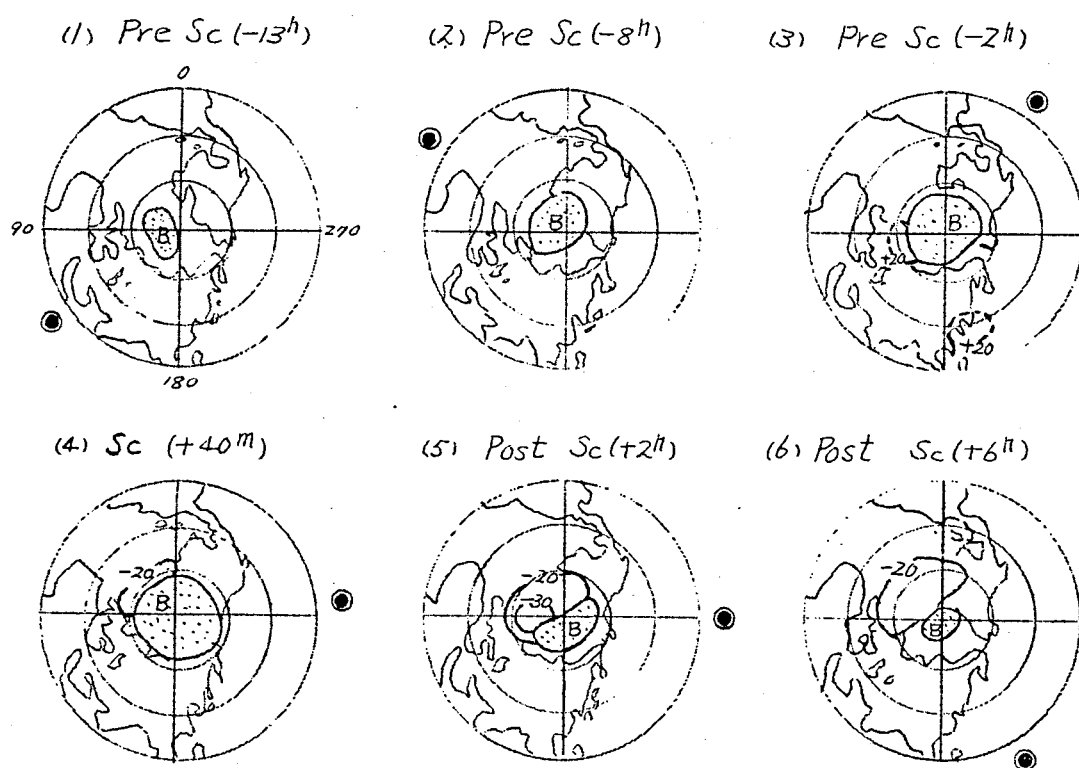 (1) Pre Sc (-13h)
(2) Pre Sc (-8h)
(3) Pre Sc (-2h)
0
90
270
180
B
B
B
+20
+20
(4) Sc (+40m)
(5) Post Sc (+2h)
(6) Post Sc (+6h)
-20
B
-20
-30
B
-20
B